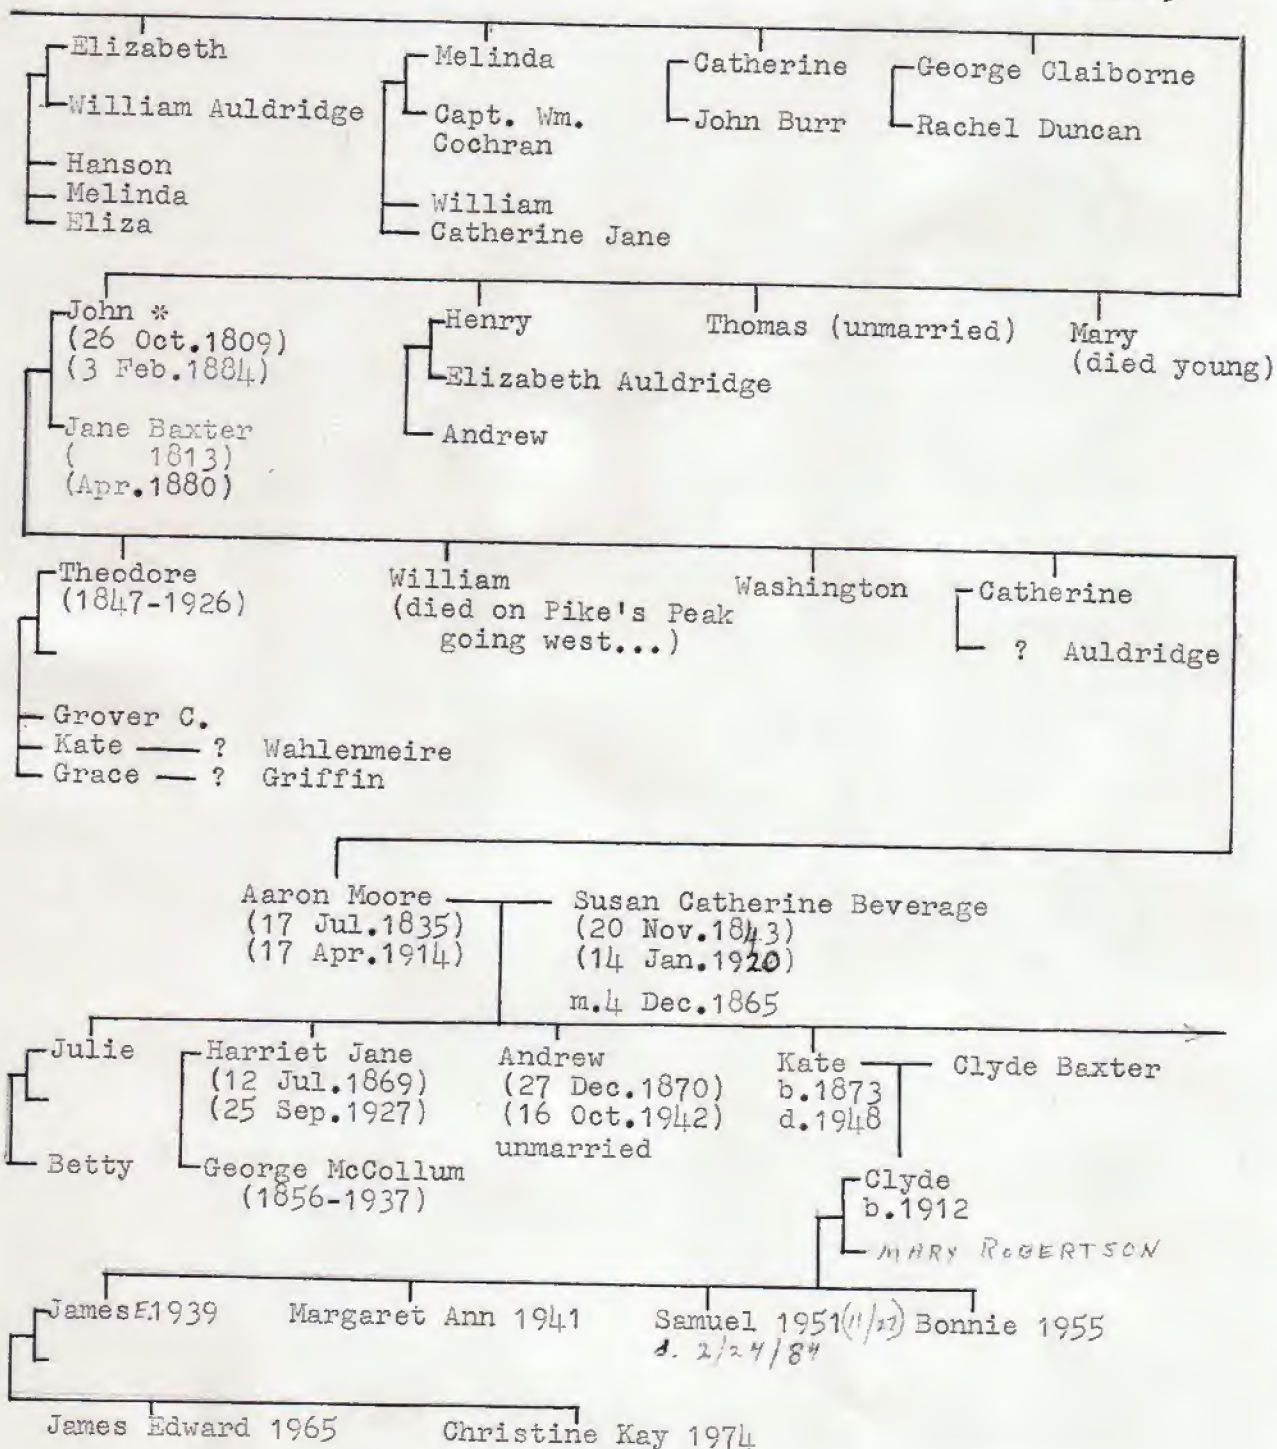 Elizabeth
William Auldridge
Hanson
Melinda
Eliza
Melinda
Capt. Wm.
Cochran
William
Catherine Jane
Catherine
John Burr
George Claiborne
Rachel Duncan
John *
(26 Oct.1809)
(3 Feb.1884)
Jane Baxter
( 1813)
(Apr.1880)
Henry
Elizabeth Auldridge
Andrew
Thomas (unmarried)
Mary
(died young)
Theodore
(1847-1926)
Grover C.
Kate ? Wahlenmeire
Grace ? Griffin
William
(died on Pike's Peak
going west...)
Washington
Catherine
? Auldridge
Aaron Moore
(17 Jul.1835)
(17 Apr.1914)
Susan Catherine Beverage
(20 Nov.1843)
(14 Jan.1920)
m.4 Dec.1865
Julie
Betty
Harriet Jane
(12 Jul.1869)
(25 Sep.1927)
George McCollum
(1856-1937)
Andrew
(27 Dec.1870)
(16 Oct.1942)
unmarried
Kate
b.1873
d.1948
Clyde Baxter
Clyde
b.1912
MARY ROBERTSON
James E.1939
Margaret Ann 1941
Samuel 1951 (11/27)
d. 2/24/84
Bonnie 1955
James Edward 1965
Christine Kay 1974